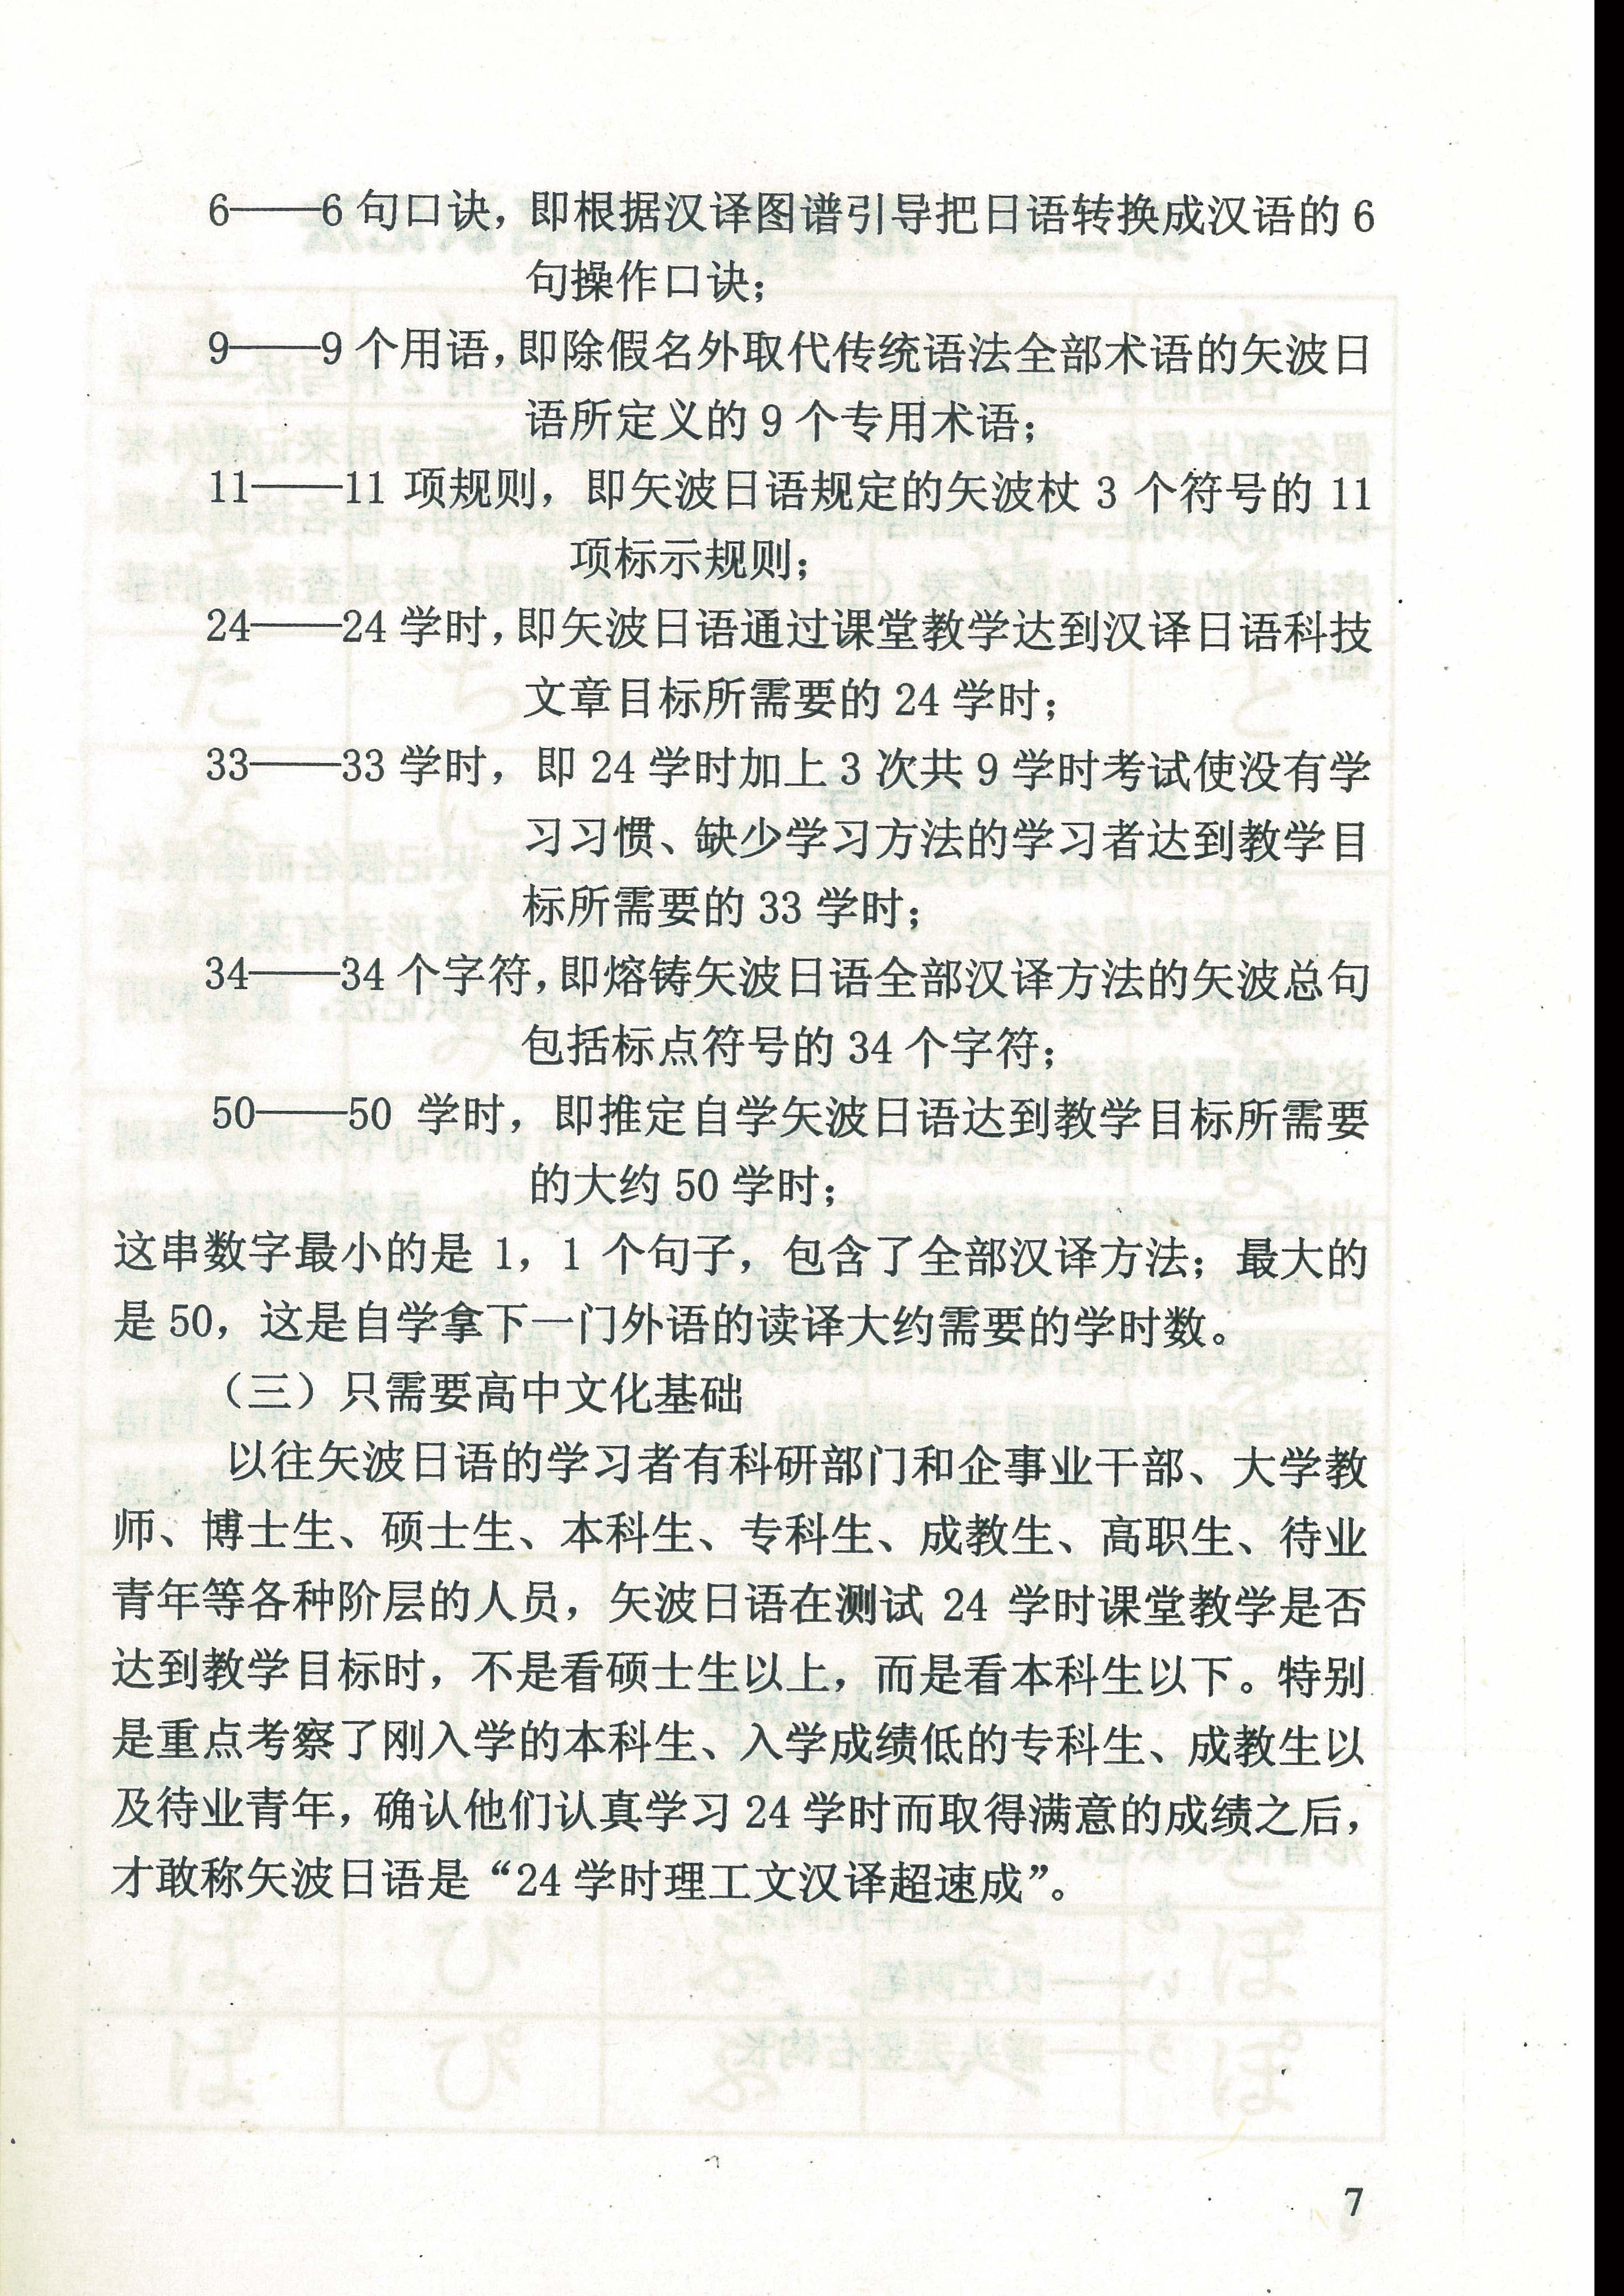 6——6 句口诀，即根据汉译图谱引导把日语转换成汉语的 6
句操作口诀；
9——9 个用语，即除假名外取代传统语法全部术语的矢波日
语所定义的 9 个专用术语；
11——11 项规则，即矢波日语规定的矢波杖 3 个符号的 11
项标示规则；
24——24 学时，即矢波日语通过课堂教学达到汉译日语科技
文章目标所需要的 24 学时；
33——33 学时，即 24 学时加上 3 次共 9 学时考试使没有学
习习惯、缺少学习方法的学习者达到教学目
标所需要的 33 学时；
34——34 个字符，即熔铸矢波日语全部汉译方法的矢波总句
包括标点符号的 34 个字符；
50——50 学时，即推定自学矢波日语达到教学目标所需要
的大约 50 学时；
这串数字最小的是 1，1 个句子，包含了全部汉译方法；最大的
是 50，这是自学拿下一门外语的读译大约需要的学时数。
（三）只需要高中文化基础
以往矢波日语的学习者有科研部门和企事业干部、大学教
师、博士生、硕士生、本科生、专科生、成教生、高职生、待业
青年等各种阶层的人员，矢波日语在测试 24 学时课堂教学是否
达到教学目标时，不是看硕士生以上，而是看本科生以下。特别
是重点考察了刚入学的本科生、入学成绩低的专科生、成教生以
及待业青年，确认他们认真学习 24 学时而取得满意的成绩之后，
才敢称矢波日语是“24 学时理工文汉译超速成”。
7